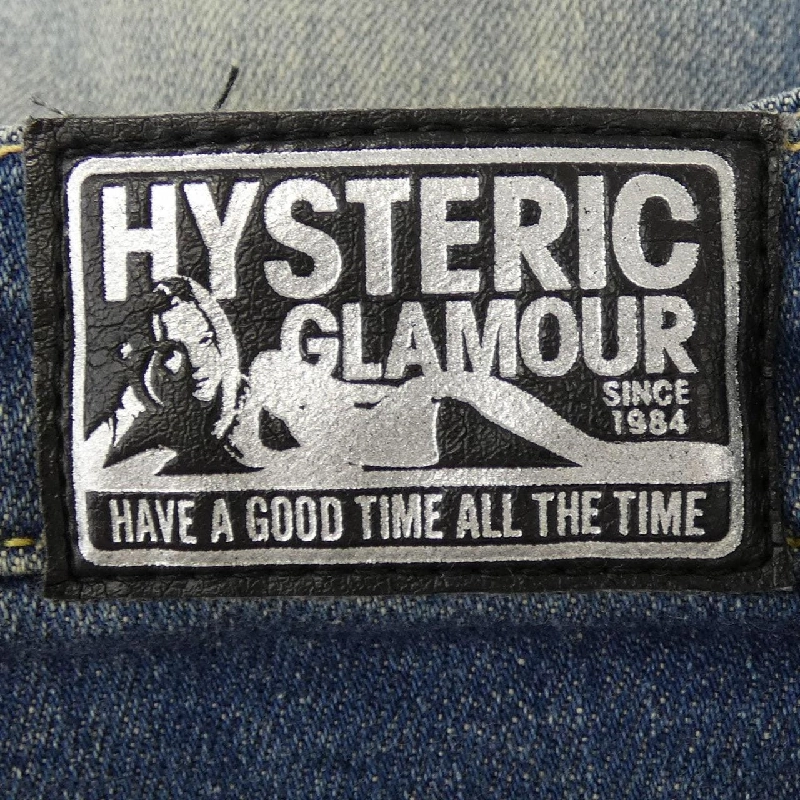 HYSTERIC
GLAMOUR
SINCE
1984
HAVE A GOOD TIME ALL THE TIME